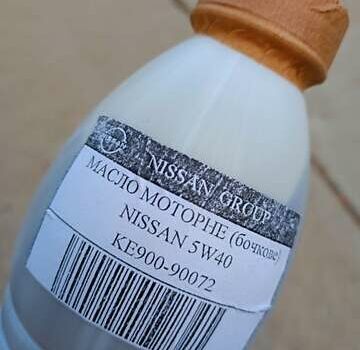 NISSAN GROUP
МАСЛО МОТОРНЕ (бочкове)
NISSAN 5W40
KE900-90072